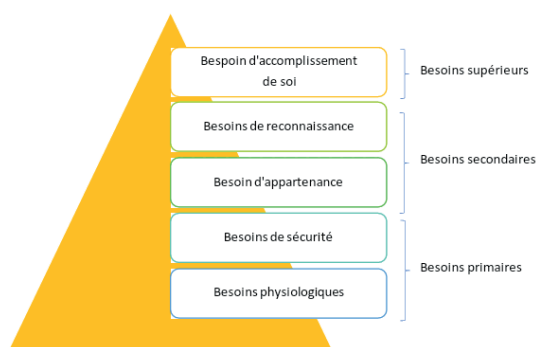 Bespoin d'accomplissement
de soi
Besoins supérieurs
Besoins de reconnaissance
Besoins secondaires
Besoin d'appartenance
Besoins de sécurité
Besoins primaires
Besoins physiologiques